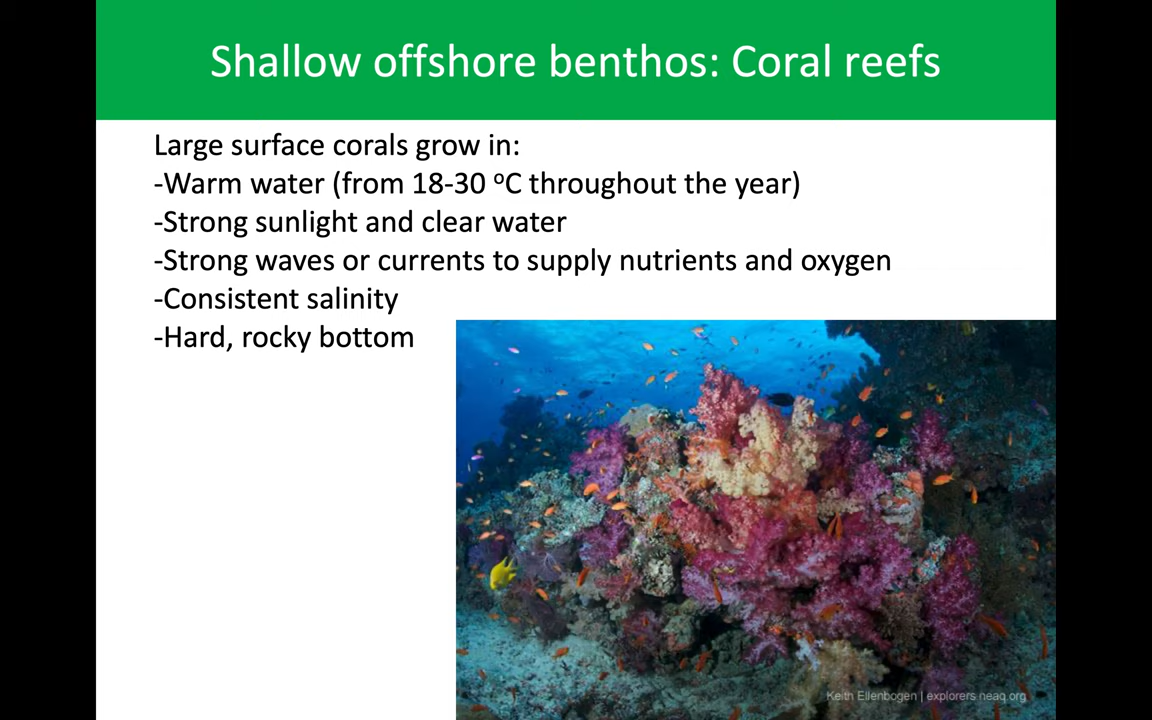 Shallow offshore benthos: Coral reefs
Large surface corals grow in:
-Warm water (from 18-30 ºC throughout the year)
-Strong sunlight and clear water
-Strong waves or currents to supply nutrients and oxygen
-Consistent salinity
-Hard, rocky bottom
Keith Ellenbogen | explorers neaq org